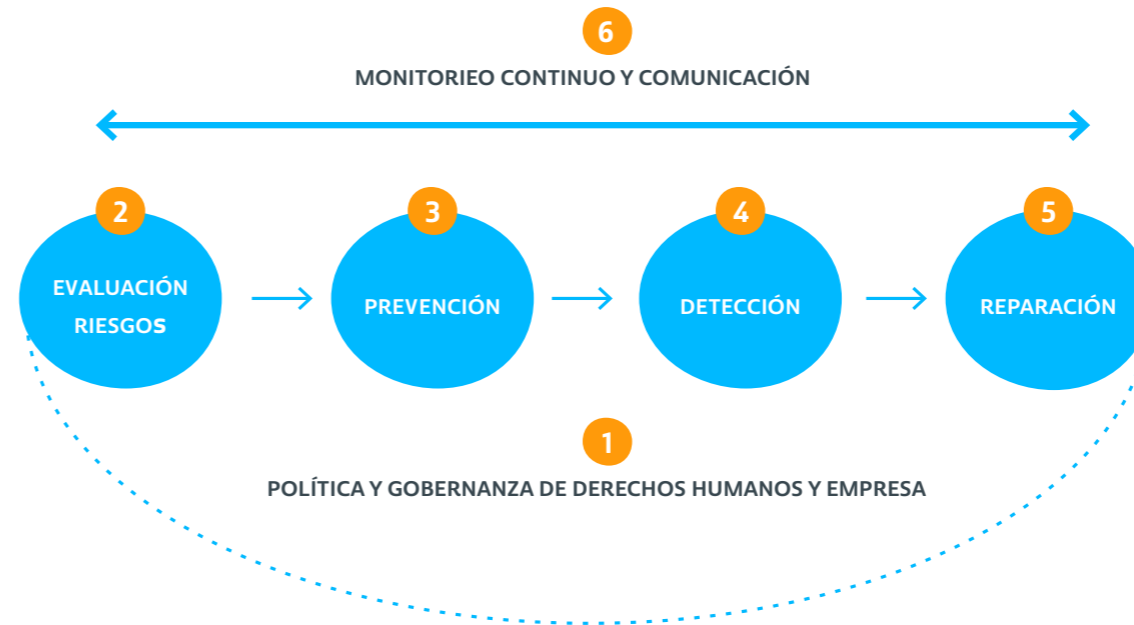 6
MONITORIEO CONTINUO Y COMUNICACIÓN
2
EVALUACIÓN
RIESGOS
3
PREVENCIÓN
4
DETECCIÓN
5
REPARACIÓN
1
POLÍTICA Y GOBERNANZA DE DERECHOS HUMANOS Y EMPRESA